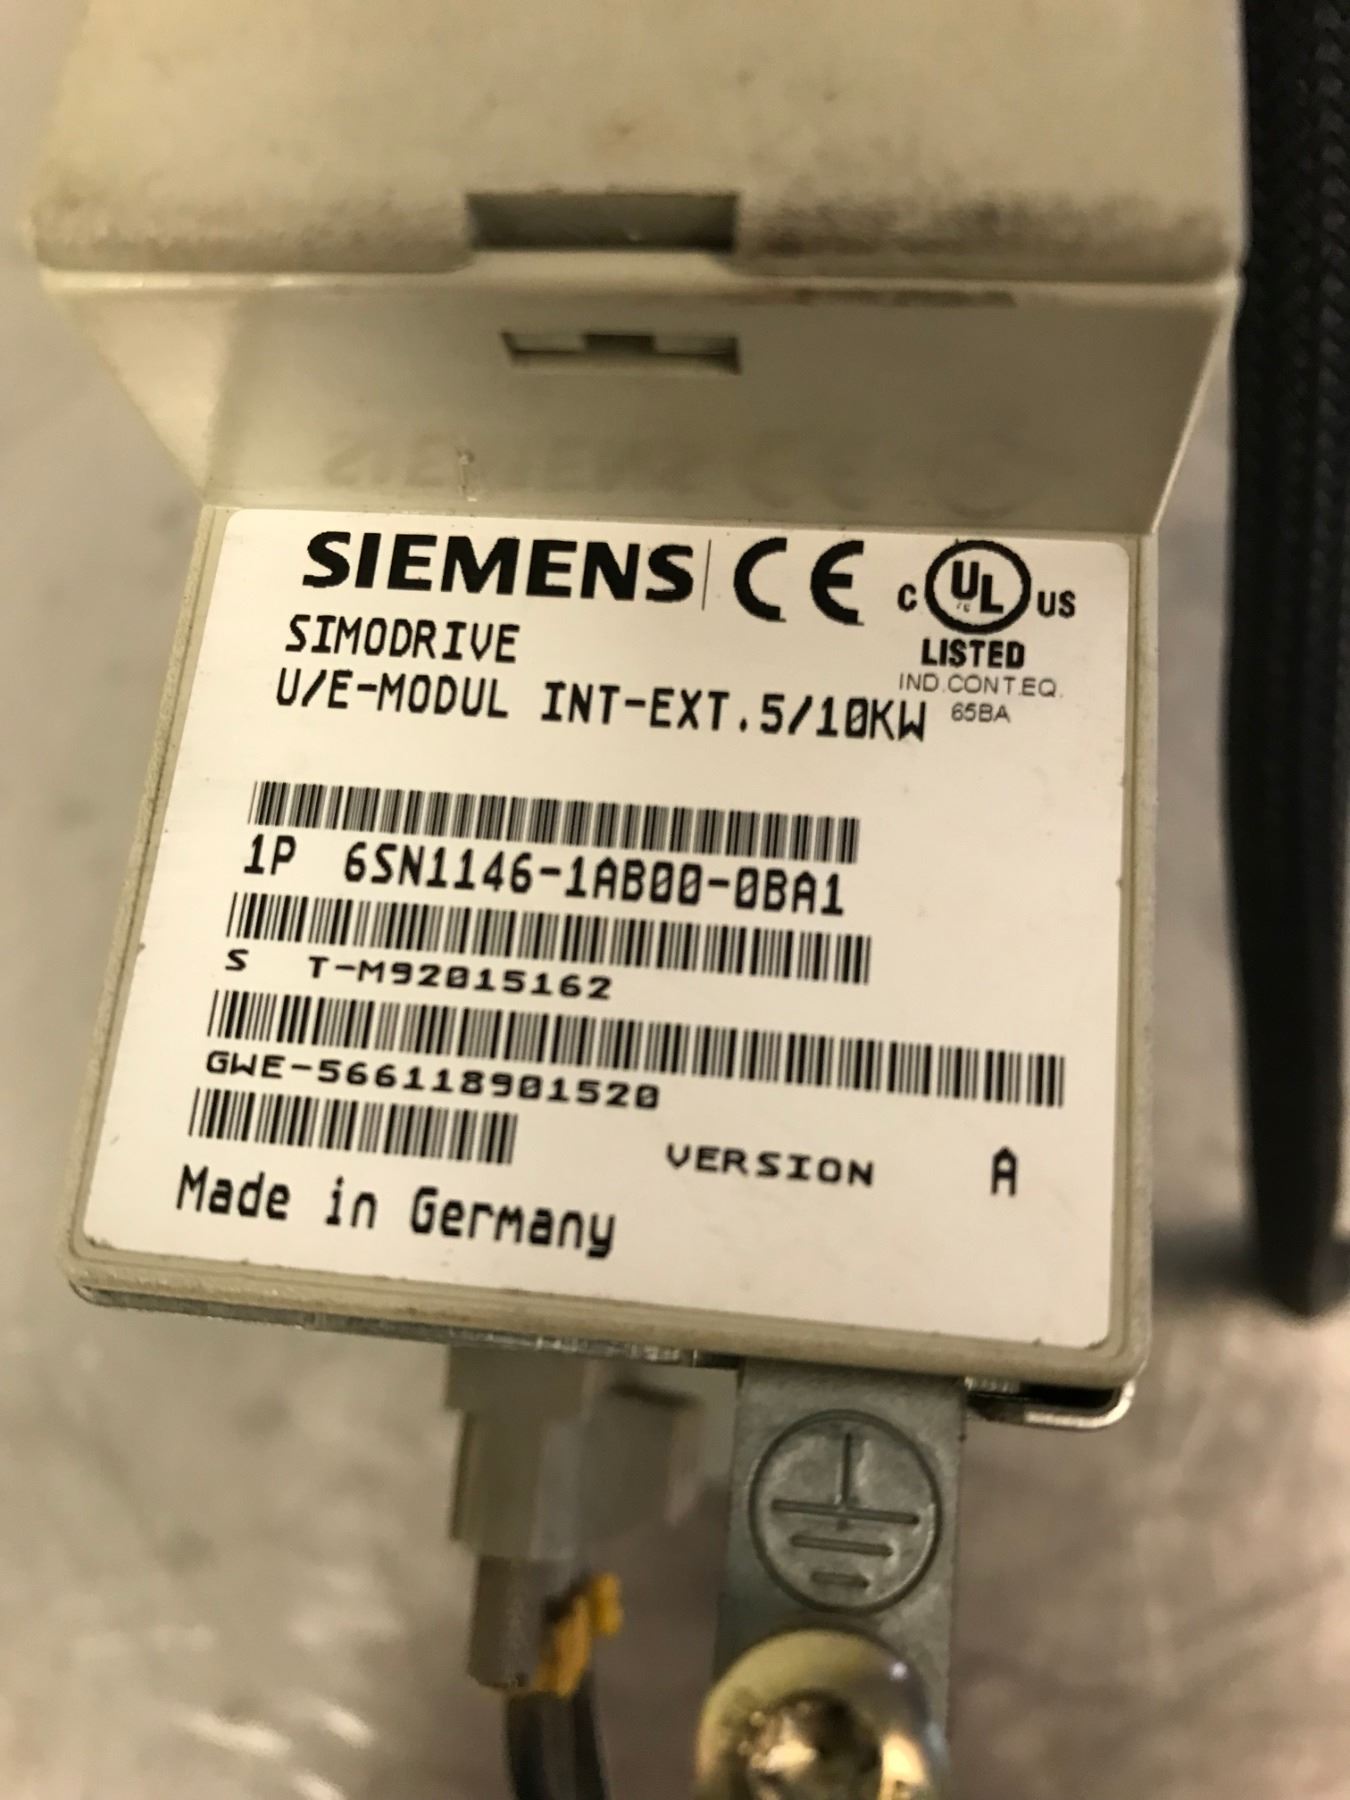 SIEMENS CE C UL US
LISTED
SIMODRIVE
IND.CONT.EQ.
U/E-MODUL INT-EXT.5/10KW 65BA
1P 6SN1146-1AB00-0BA1
S T-M92015162
GWE-566118901520
VERSION A
Made in Germany